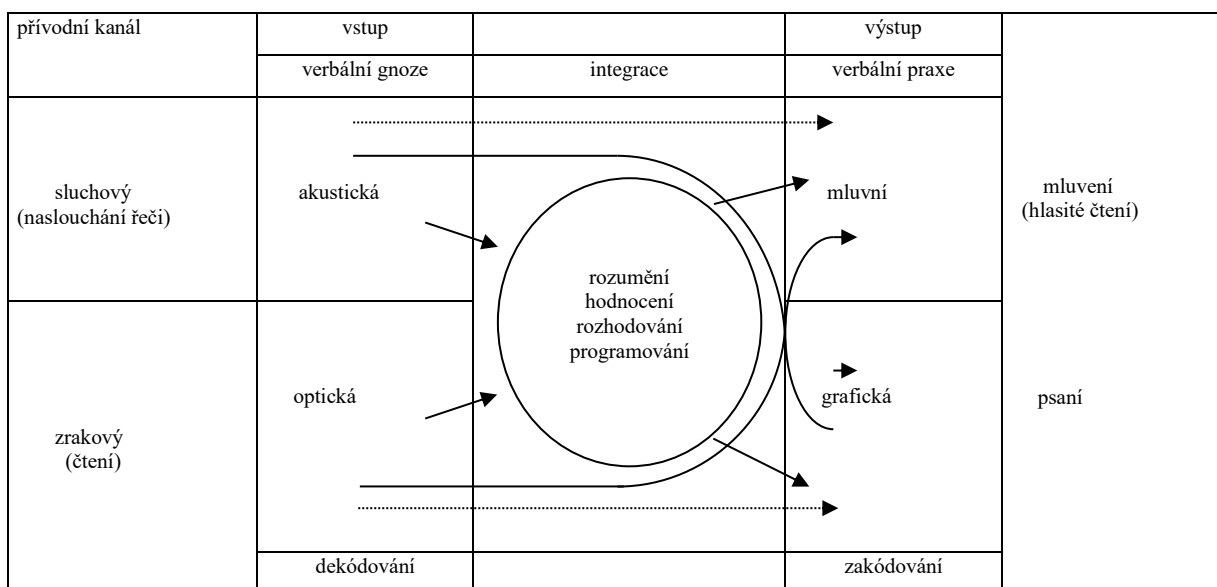 přívodní kanál
vstup
výstup
verbální gnoze
integrace
verbální praxe
sluchový
(naslouchání řeči)
akustická
mluvní
mluvení
(hlasité čtení)
rozumění
hodnocení
rozhodování
programování
zrakový
(čtení)
optická
grafická
psaní
dekódování
zakódování